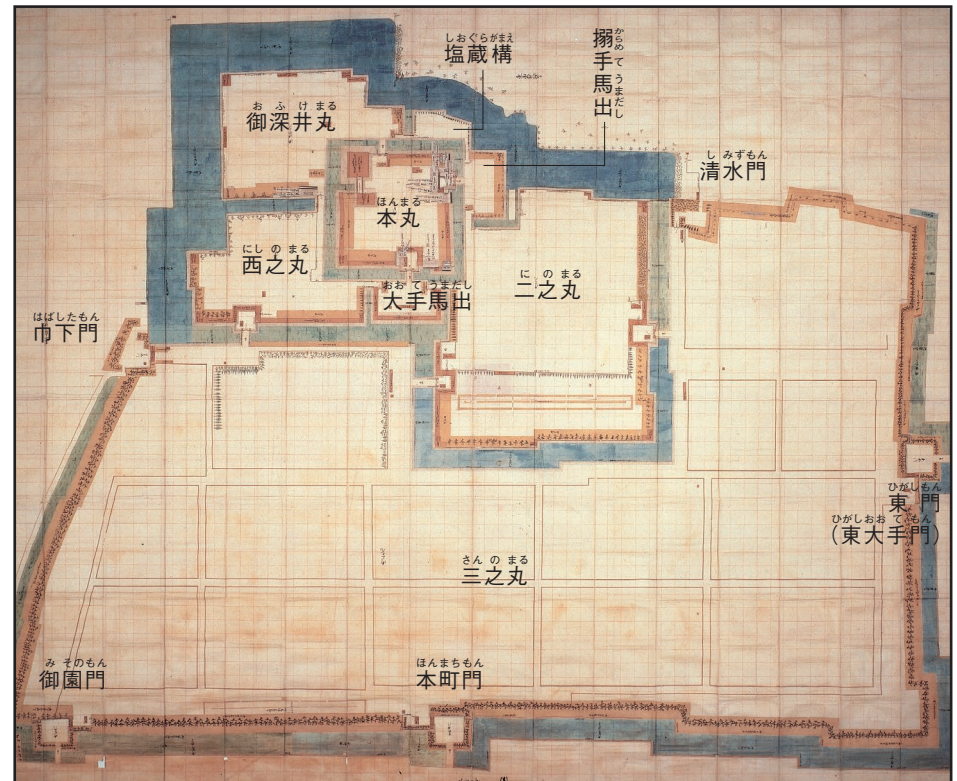 しおぐらがまえ
塩蔵構
からめてうまだし
搦手馬出
おふけまる
御深井丸
しみずもん
清水門
ほんまる
本丸
にしのまる
西之丸
にのまる
二之丸
おおてうまだし
大手馬出
はばしたもん
巾下門
ひがしもん
東門
ひがしおおてもん
(東大手門)
さんのまる
三之丸
みそのもん
御園門
ほんまちもん
本町門